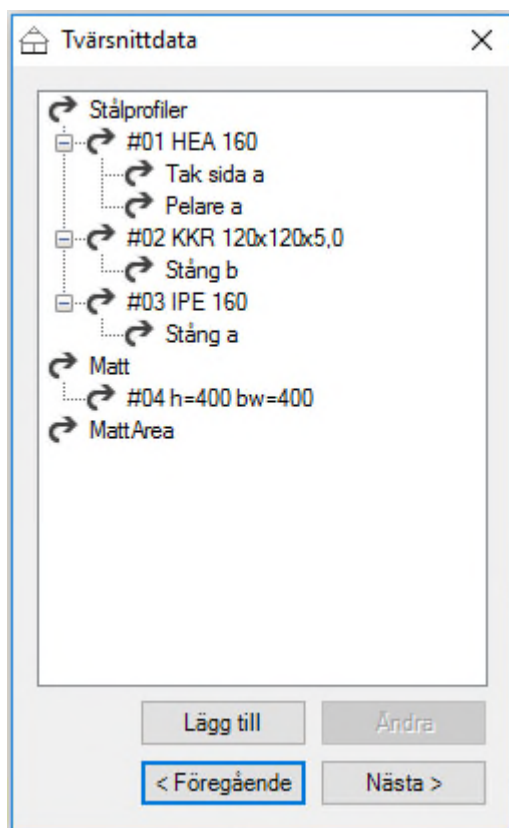 Tvärsnittdata
Stålprofiler
#01 HEA 160
Tak sida a
Pelare a
#02 KKR 120x120x5,0
Stång b
#03 IPE 160
Stång a
Matt
#04 h=400 bw=400
MattArea
Lägg till
Ändra
< Föregående
Nästa >